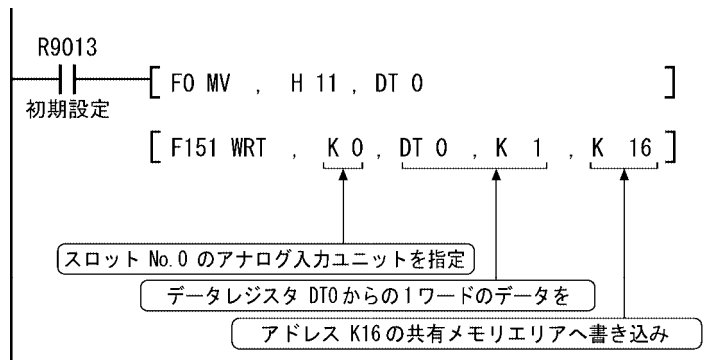 R9013
初期設定
[ F0 MV , H 11 , DT 0 ]
[ F151 WRT , K 0 , DT 0 , K 1 , K 16 ]
スロット No.0 のアナログ入力ユニットを指定
データレジスタ DT0からの1ワードのデータを
アドレス K16の共有メモリエリアへ書き込み